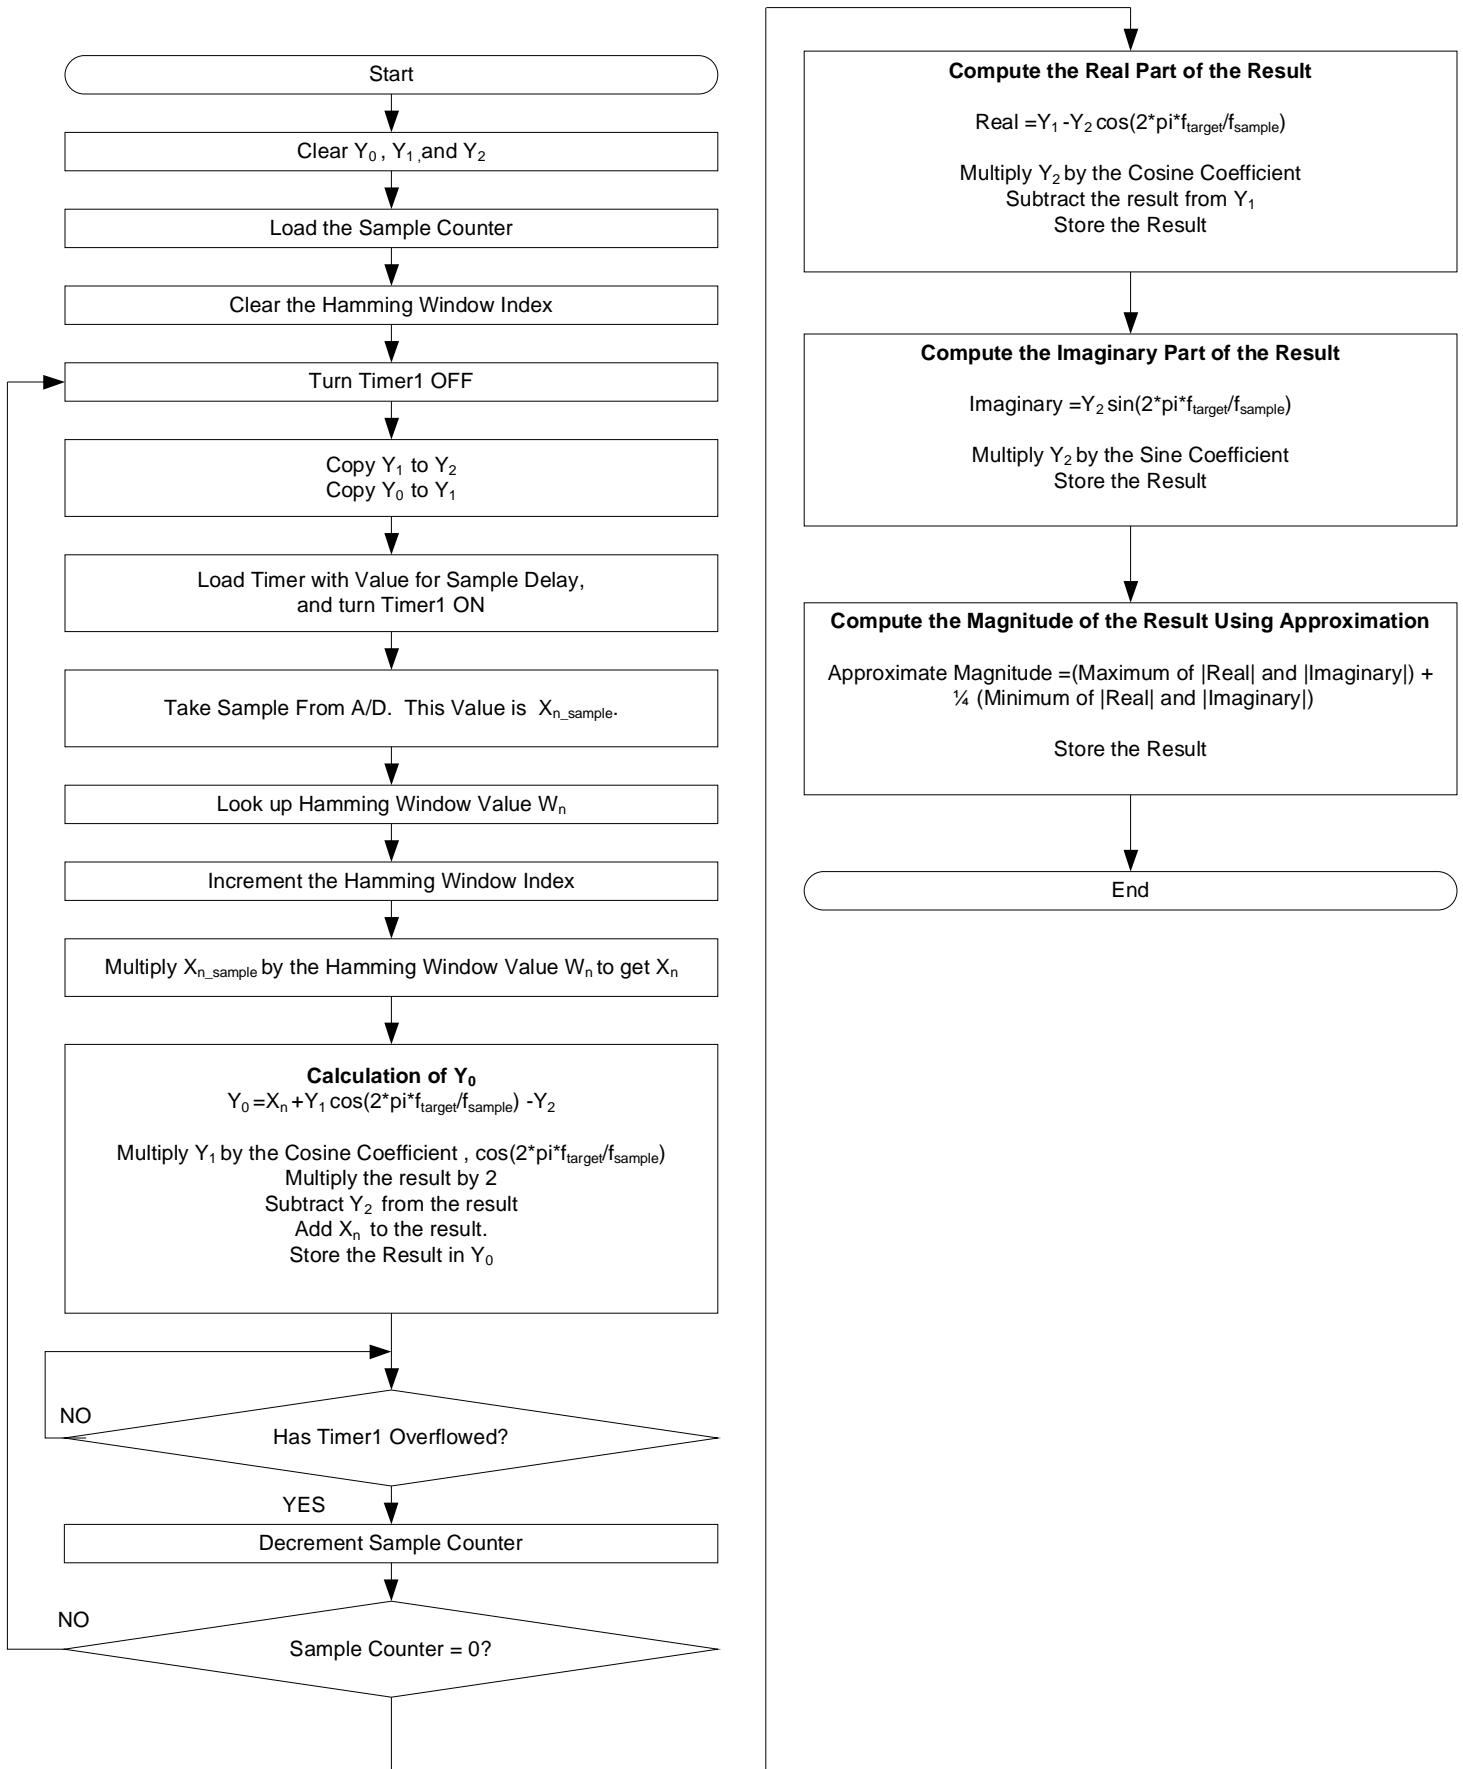 Start
Clear Y0 , Y1 ,and Y2
Load the Sample Counter
Clear the Hamming Window Index
Turn Timer1 OFF
Copy Y1 to Y2
Copy Y0 to Y1
Load Timer with Value for Sample Delay,
and turn Timer1 ON
Take Sample From A/D. This Value is Xn_sample.
Look up Hamming Window Value Wn
Increment the Hamming Window Index
Multiply Xn_sample by the Hamming Window Value Wn to get Xn
Calculation of Y0
Y0 =Xn +Y1 cos(2*pi*ftarget/fsample) -Y2
Multiply Y1 by the Cosine Coefficient , cos(2*pi*ftarget/fsample)
Multiply the result by 2
Subtract Y2 from the result
Add Xn to the result.
Store the Result in Y0
NO
Has Timer1 Overflowed?
YES
Decrement Sample Counter
NO
Sample Counter = 0?
Compute the Real Part of the Result
Real =Y1 -Y2 cos(2*pi*ftarget/fsample)
Multiply Y2 by the Cosine Coefficient
Subtract the result from Y1
Store the Result
Compute the Imaginary Part of the Result
Imaginary =Y2 sin(2*pi*ftarget/fsample)
Multiply Y2 by the Sine Coefficient
Store the Result
Compute the Magnitude of the Result Using Approximation
Approximate Magnitude =(Maximum of |Real| and |Imaginary|) +
¼ (Minimum of |Real| and |Imaginary|)
Store the Result
End